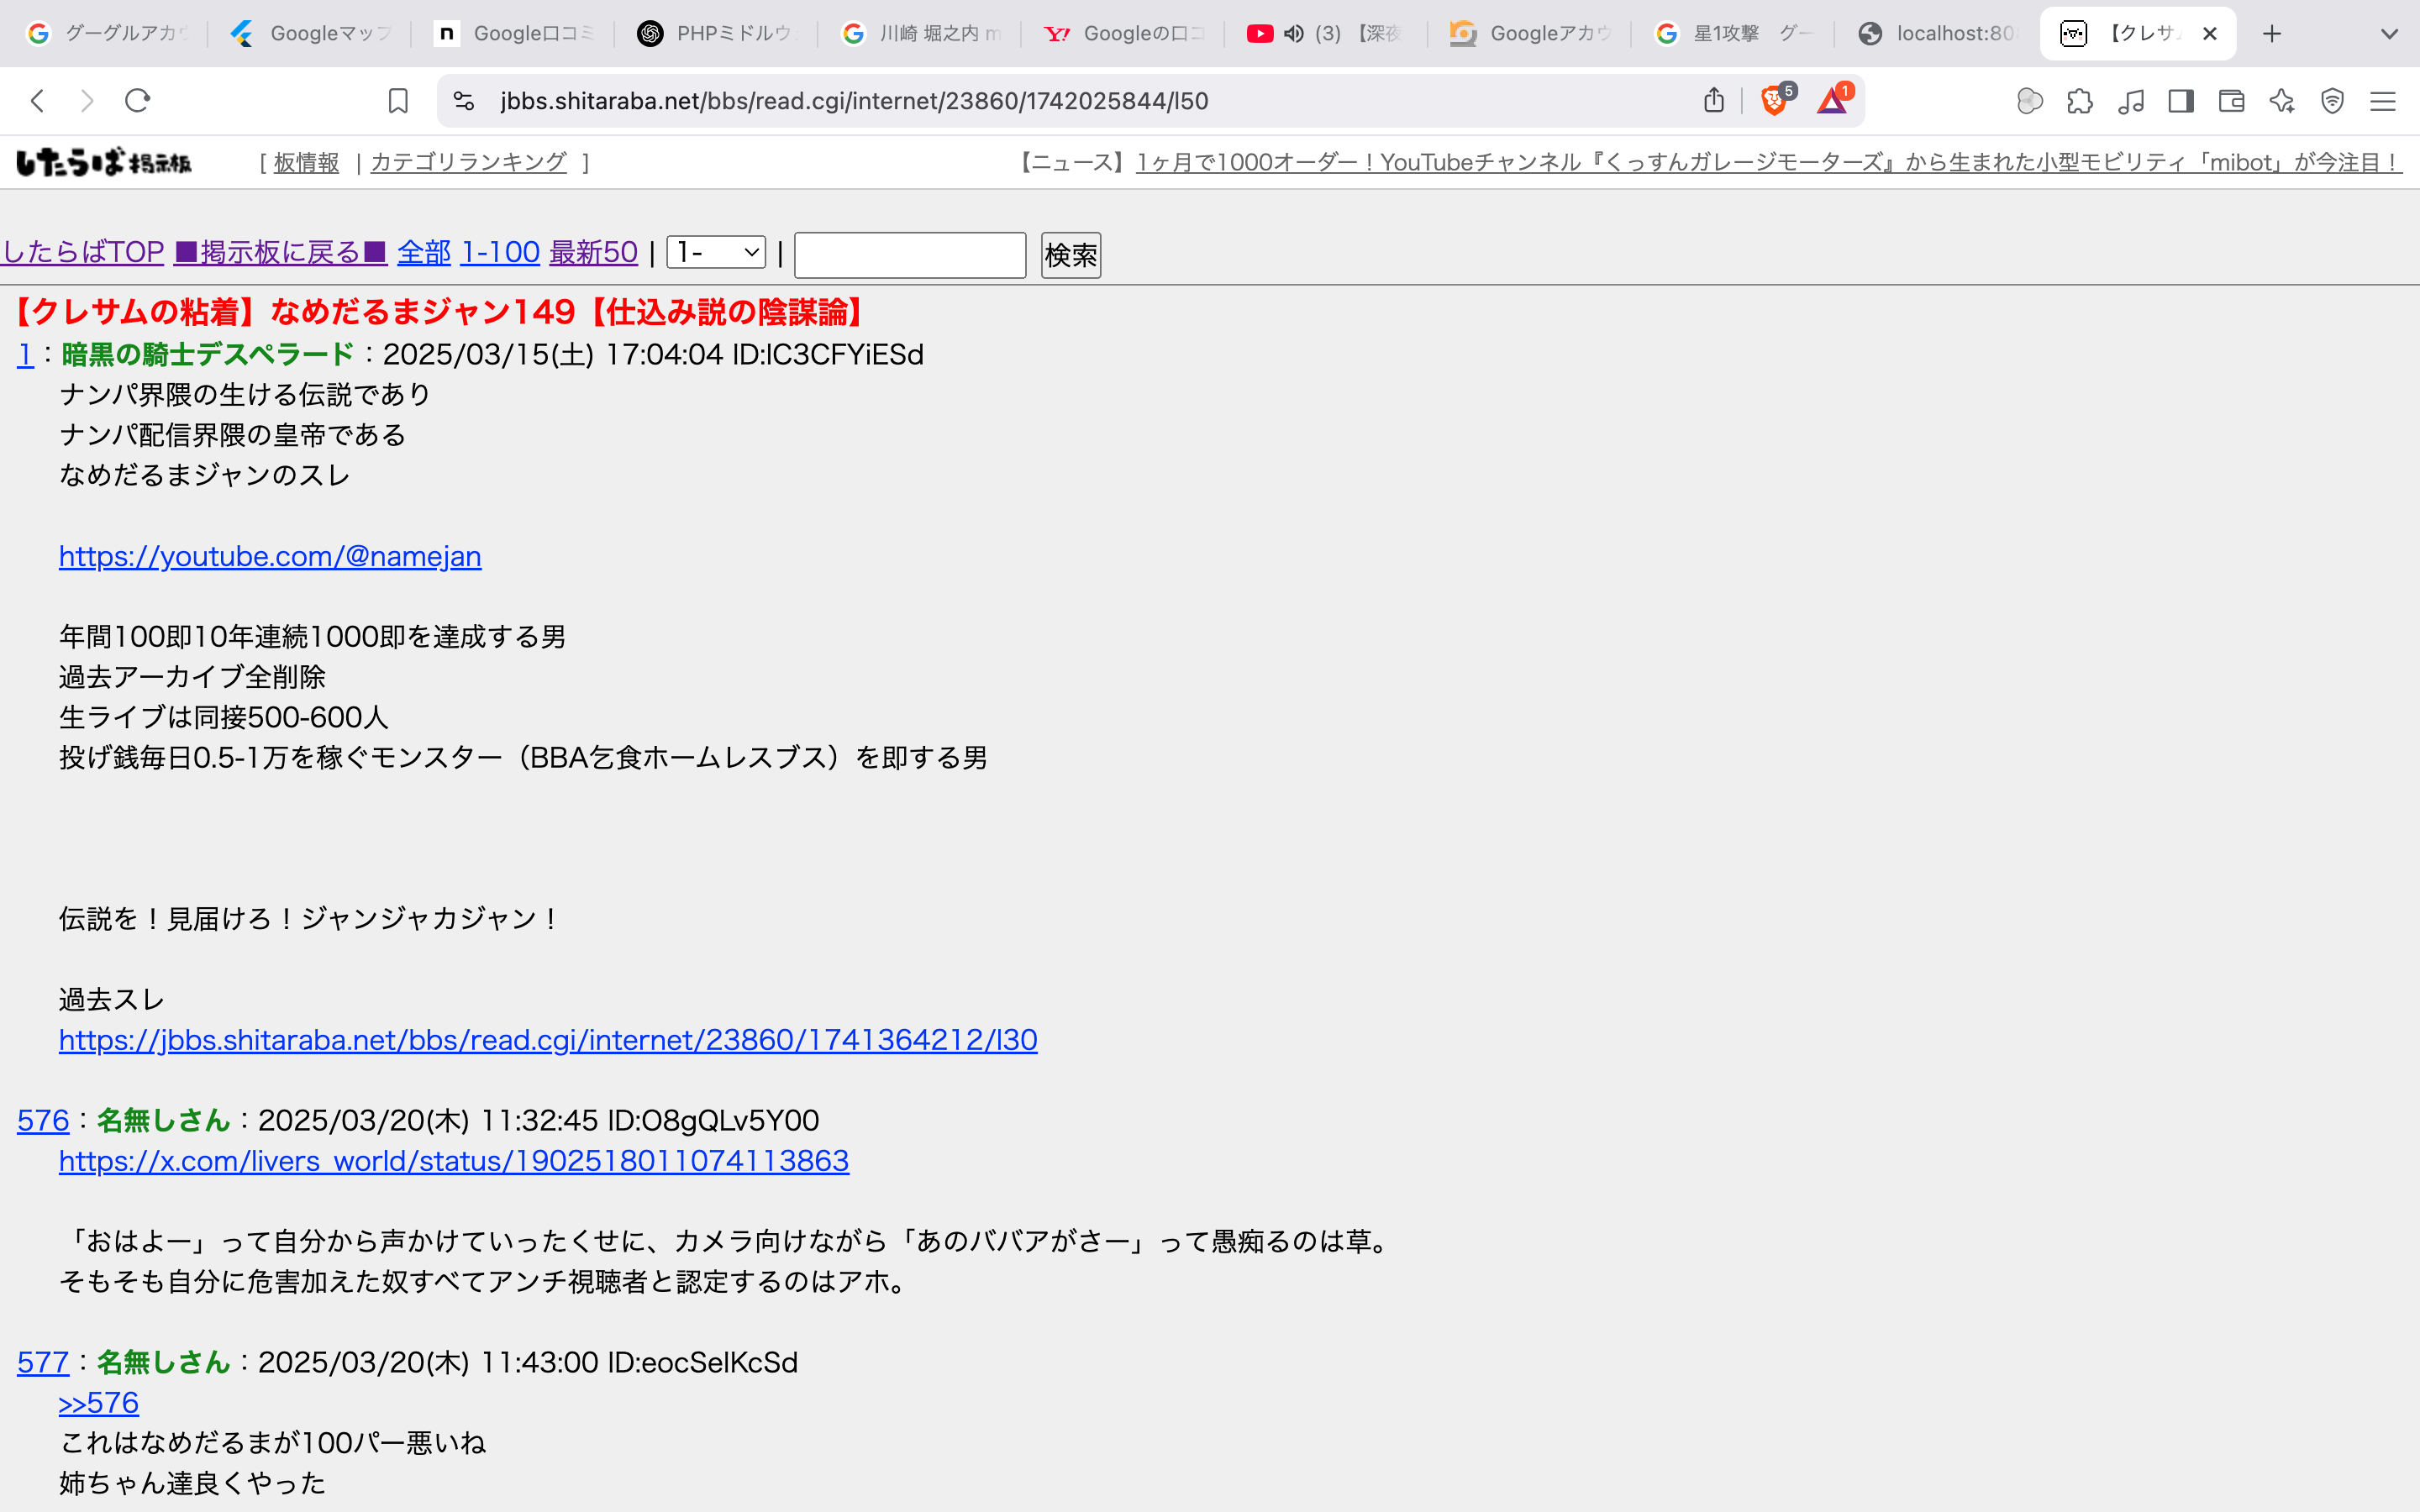 グーグルアカウ
Googleマップ
Google口コミ
PHPミドルウ
川崎 堀之内 m
Googleの口コ
(3) 【深夜
Googleアカウ
星1攻撃 グー
localhost:80
【クレサ
jbbs.shitaraba.net/bbs/read.cgi/internet/23860/1742025844/l50
5
1
したらば掲示板
[ 板情報 | カテゴリランキング ]
【ニュース】1ヶ月で1000オーダー！YouTubeチャンネル『くっすんガレージモーターズ』から生まれた小型モビリティ「mibot」が今注目！
したらばTOP ■掲示板に戻る■ 全部 1-100 最新50 | 1- | 検索
【クレサムの粘着】なめだるまジャン149【仕込み説の陰謀論】
1：暗黒の騎士デスペラード：2025/03/15(土) 17:04:04 ID:lC3CFYiESd
ナンパ界隈の生ける伝説であり
ナンパ配信界隈の皇帝である
なめだるまジャンのスレ
https://youtube.com/@namejan
年間100即10年連続1000即を達成する男
過去アーカイブ全削除
生ライブは同接500-600人
投げ銭毎日0.5-1万を稼ぐモンスター（BBA乞食ホームレスブス）を即する男
伝説を！見届けろ！ジャンジャカジャン！
過去スレ
https://jbbs.shitaraba.net/bbs/read.cgi/internet/23860/1741364212/l30
576：名無しさん：2025/03/20(木) 11:32:45 ID:O8gQLv5Y00
https://x.com/livers_world/status/1902518011074113863
「おはよー」って自分から声かけていったくせに、カメラ向けながら「あのババアがさー」って愚痴るのは草。
そもそも自分に危害加えた奴すべてアンチ視聴者と認定するのはアホ。
577：名無しさん：2025/03/20(木) 11:43:00 ID:eocSelKcSd
>>576
これはなめだるまが100パー悪いね
姉ちゃん達良くやった